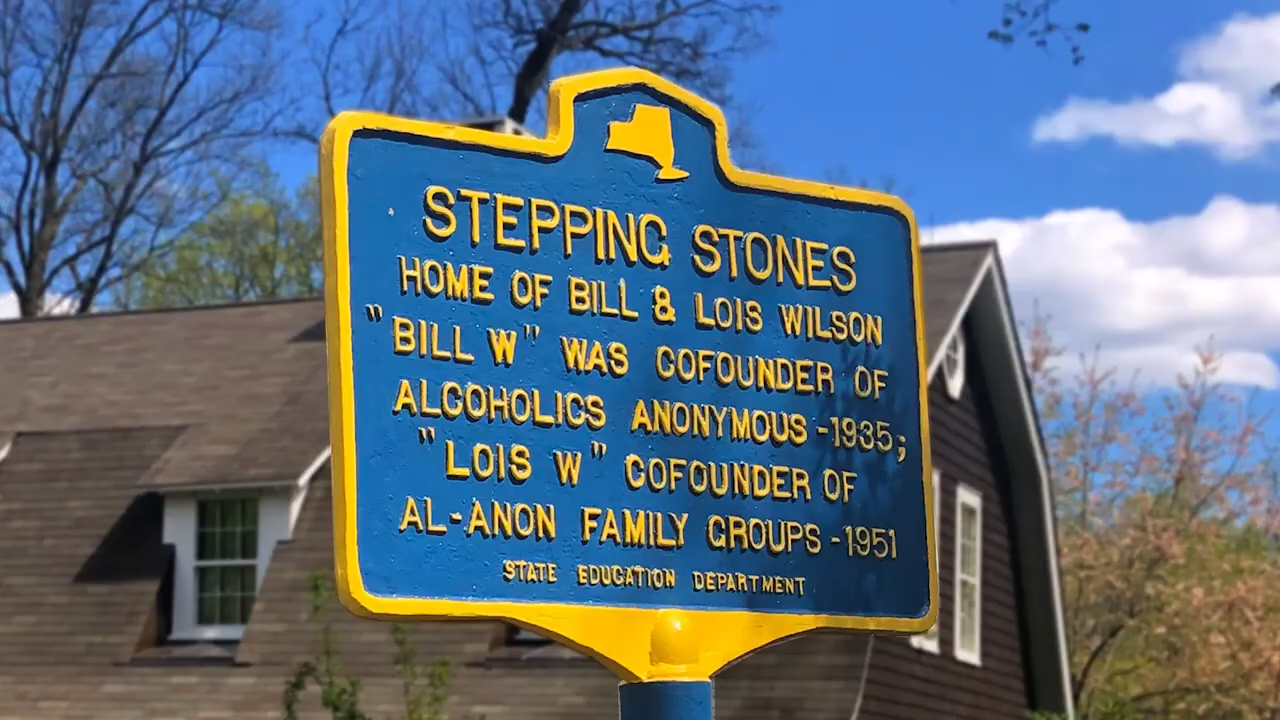 STEPPING STONES
HOME OF BILL & LOIS WILSON
"BILL W" WAS COFOUNDER OF
ALCOHOLICS ANONYMOUS-1935;
"LOIS W" COFOUNDER OF
AL-ANON FAMILY GROUPS-1951
STATE EDUCATION DEPARTMENT